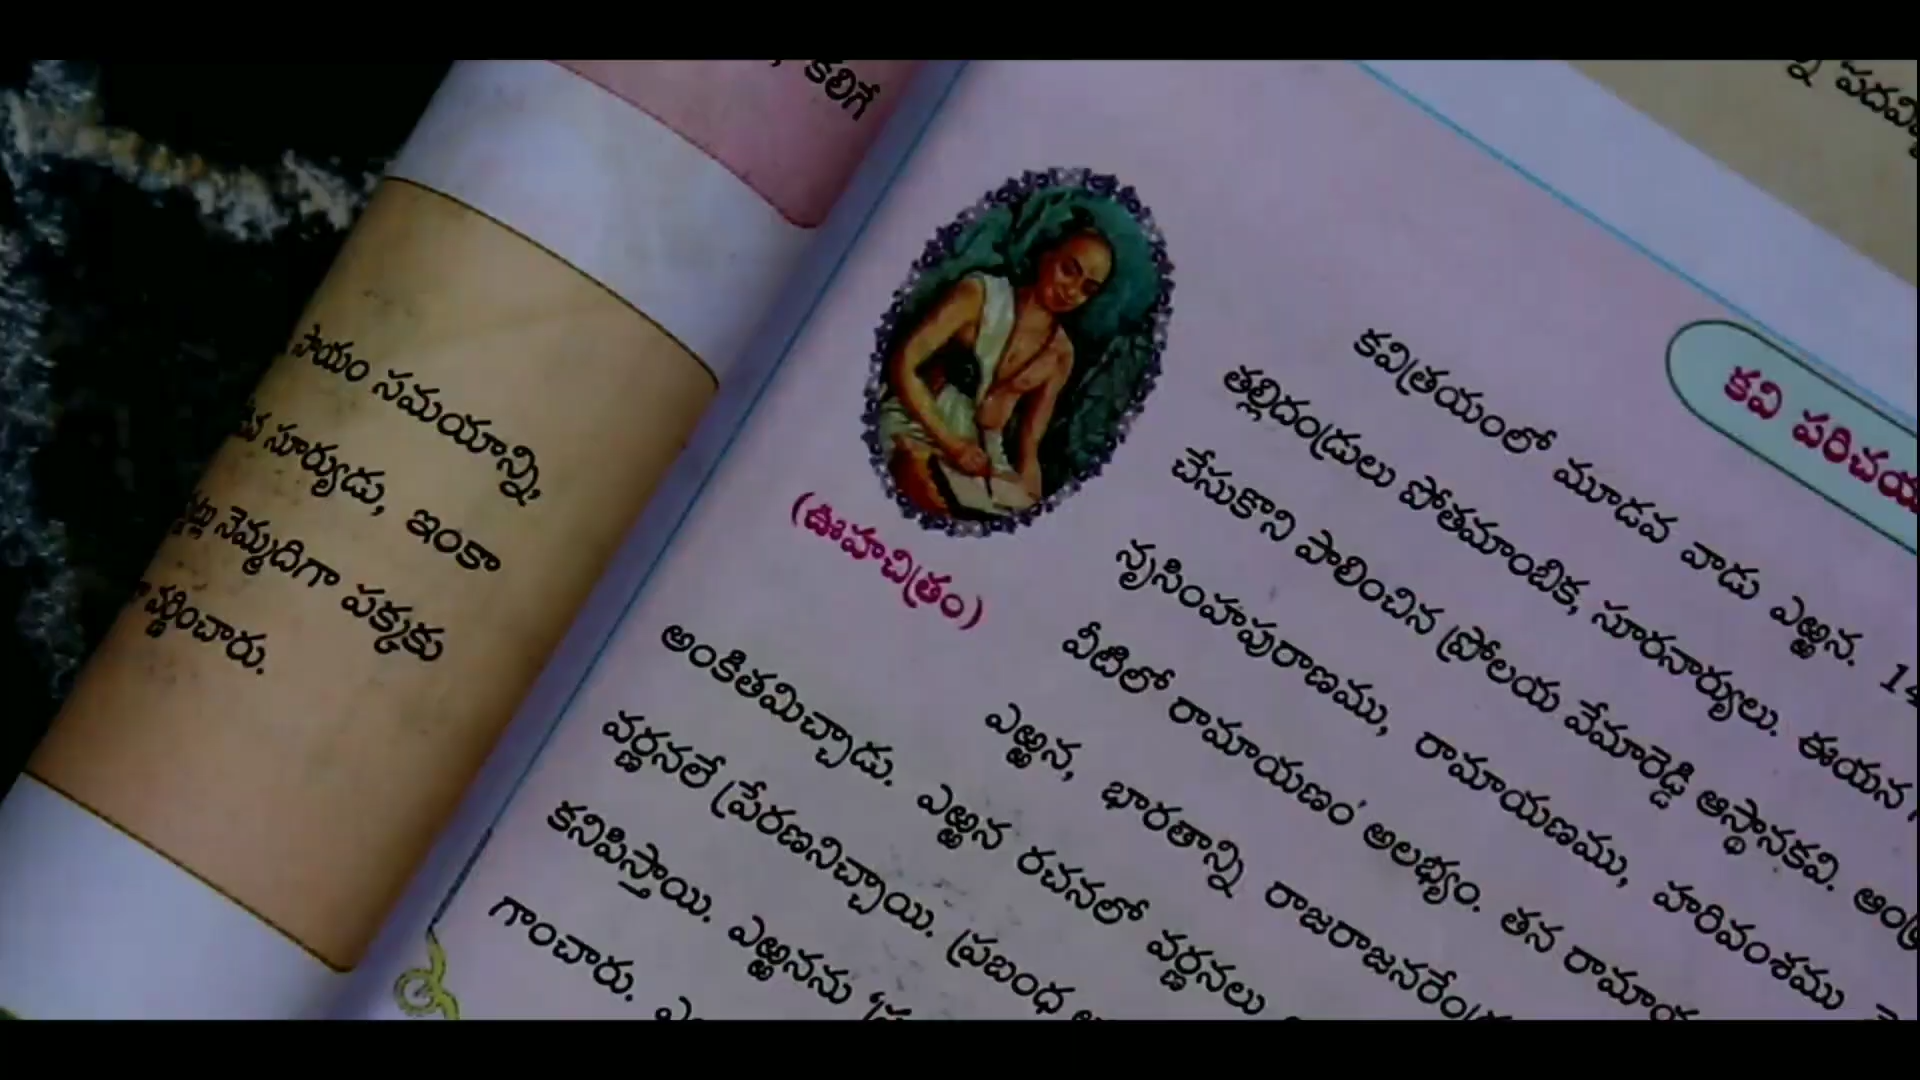 కలిగే
సాయం సమయాన్ని,
సూర్యుడు, ఇంకా
నెమ్మదిగా పక్కకు
వర్ణించారు.
కవి పరిచయ
కవిత్రయంలో మూడవ వాడు ఎఱ్ఱన. 14
తల్లిదండ్రులు పోతమాంబిక, సూరనార్యులు. ఈయన
చేసుకొని పాలించిన ప్రోలయ వేమారెడ్డి ఆస్థానకవి.
నృసింహపురాణము, రామాయణము, హరివంశము
వీటిలో రామాయణం అలభ్యం. తన
(ఊహాచిత్రం)
ఎఱ్ఱన, భారతాన్ని
అంకితమిచ్చాడు. ఎఱ్ఱన రచనలో వర్ణనలు
వర్ణనలే ప్రేరణనిచ్చాయి. ప్రబంధ
కనిపిస్తాయి. ఎఱ్ఱనను
గాంచారు.